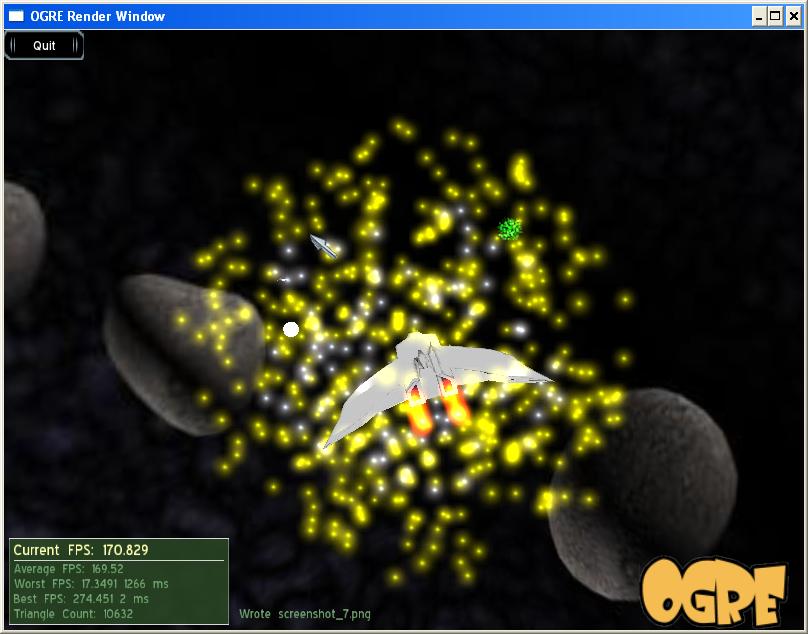 OGRE Render Window
Quit
Current FPS: 170.829
Average FPS: 169.52
Worst FPS: 17.3491 1266 ms
Best FPS: 274.451 2 ms
Triangle Count: 10632
Wrote screenshot_7.png
OGRE